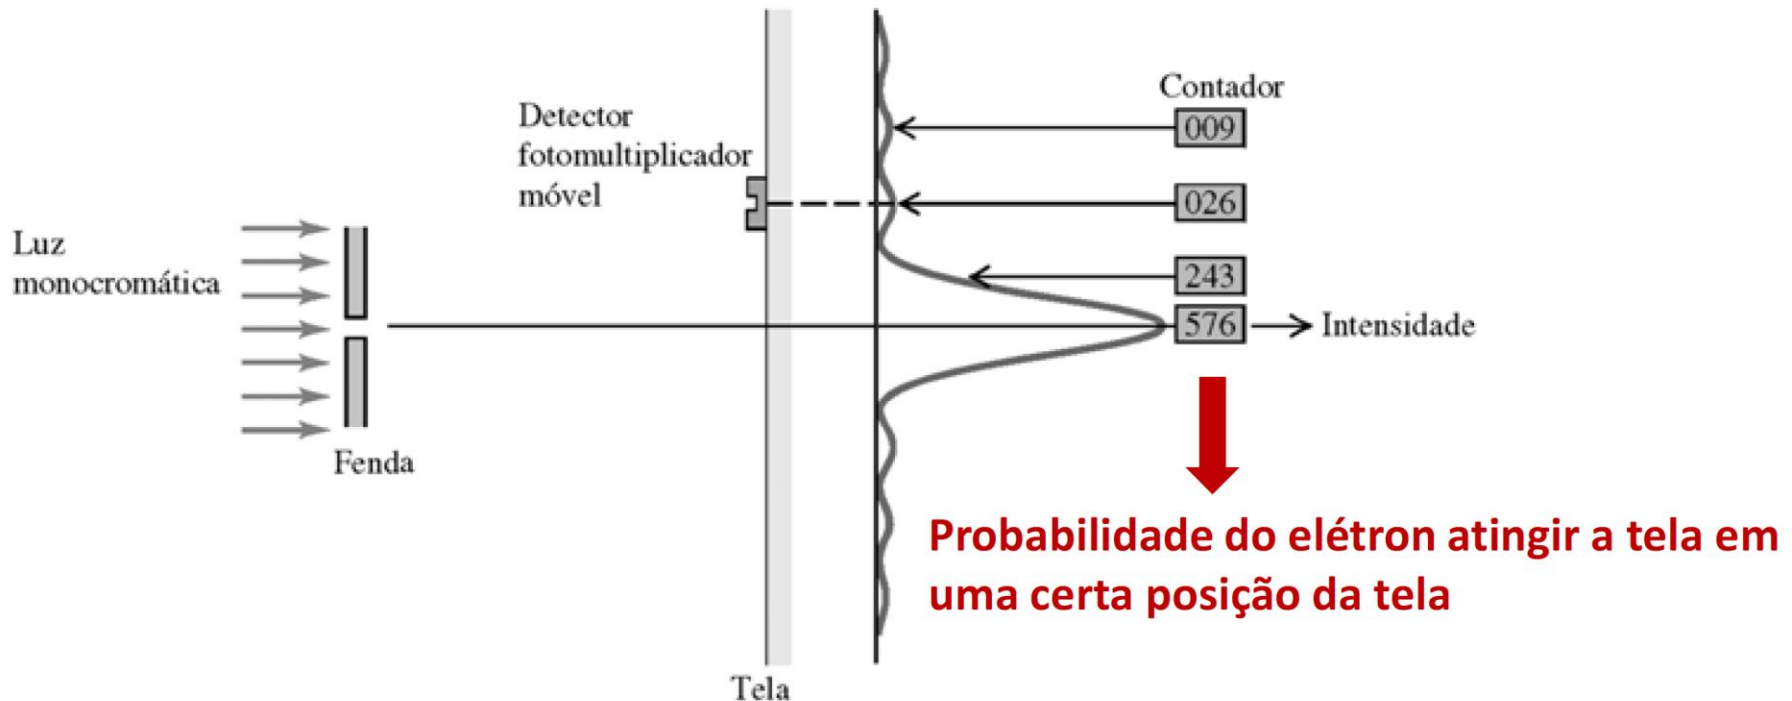 Contador
009
Detector
fotomultiplicador
móvel
026
Luz
monocromática
243
576
Intensidade
Fenda
Probabilidade do elétron atingir a tela em
uma certa posição da tela
Tela